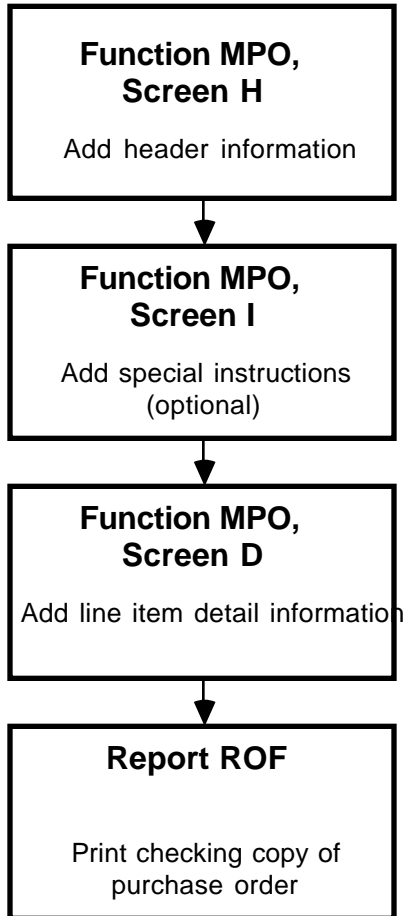 Function MPO,
Screen H
Add header information
Function MPO,
Screen I
Add special instructions
(optional)
Function MPO,
Screen D
Add line item detail information
Report ROF
Print checking copy of
purchase order